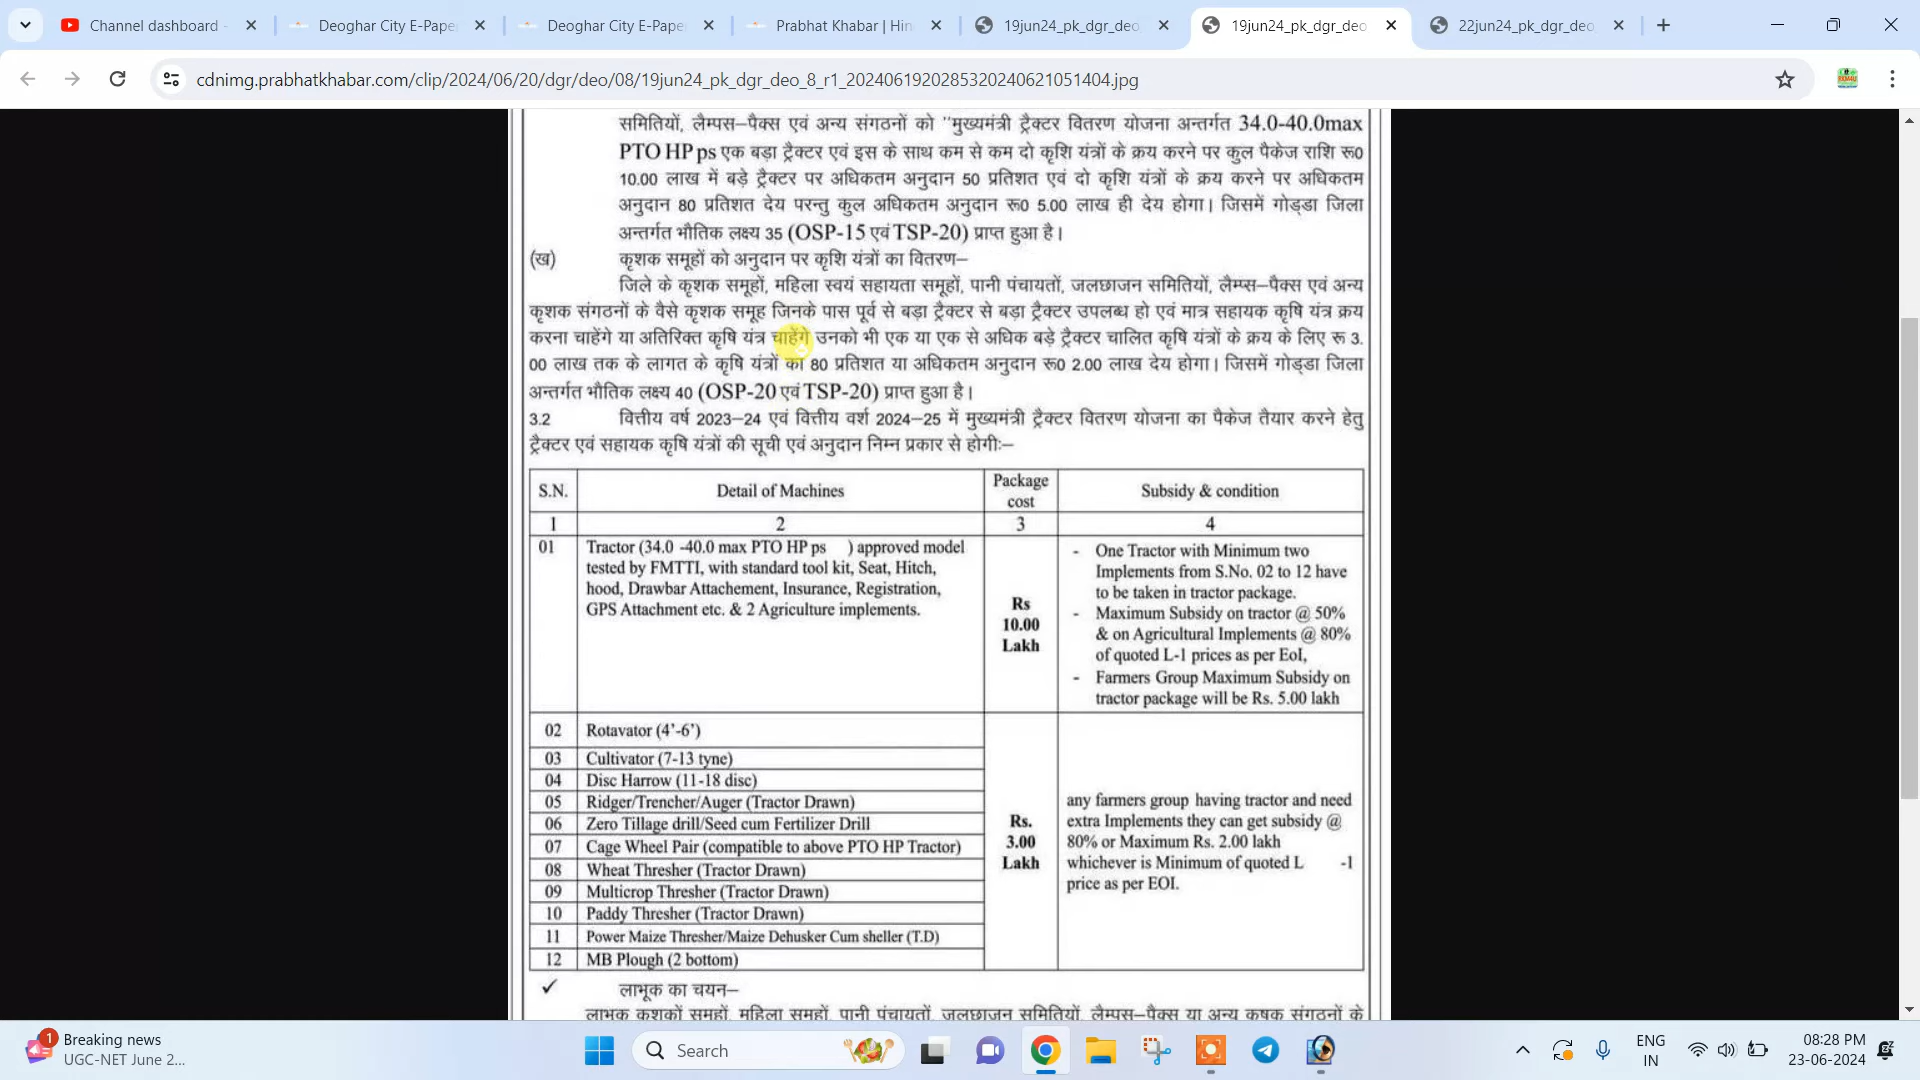 Channel dashboard -
Deoghar City E-Pape
Deoghar City E-Pape
Prabhat Khabar | Hin
19jun24_pk_dgr_deo
19jun24_pk_dgr_deo
22jun24_pk_dgr_deo
cdnimg.prabhatkhabar.com/clip/2024/06/20/dgr/deo/08/19jun24_pk_dgr_deo_8_r1_2024061920285320240621051404.jpg
समितियों, लैम्पस–पैक्स एवं अन्य संगठनों को "मुख्यमंत्री ट्रैक्टर वितरण योजना अन्तर्गत 34.0-40.0max
PTO HP ps एक बड़ा ट्रैक्टर एवं इस के साथ कम से कम दो कृशि यंत्रों के क्रय करने पर कुल पैकेज राशि रू0
10.00 लाख में बड़े ट्रैक्टर पर अधिकतम अनुदान 50 प्रतिशत एवं दो कृशि यंत्रों के क्रय करने पर अधिकतम
अनुदान 80 प्रतिशत देय परन्तु कुल अधिकतम अनुदान रू0 5.00 लाख ही देय होगा। जिसमें गोड्डा जिला
अन्तर्गत भौतिक लक्ष्य 35 (OSP-15 एवं TSP-20) प्राप्त हुआ है।
(ख) कृशक समूहों को अनुदान पर कृशि यंत्रों का वितरण–
जिले के कृशक समूहों, महिला स्वयं सहायता समूहों, पानी पंचायतों, जलछाजन समितियों, लैम्प्स–पैक्स एवं अन्य
कृशक संगठनों के वैसे कृशक समूह जिनके पास पूर्व से बड़ा ट्रैक्टर से बड़ा ट्रैक्टर उपलब्ध हो एवं मात्र सहायक कृषि यंत्र क्रय
करना चाहेंगे या अतिरिक्त कृषि यंत्र चाहेंगे उनको भी एक या एक से अधिक बड़े ट्रैक्टर चालित कृषि यंत्रों के क्रय के लिए रू 3.
00 लाख तक के लागत के कृषि यंत्रों का 80 प्रतिशत या अधिकतम अनुदान रू0 2.00 लाख देय होगा। जिसमें गोड्डा जिला
अन्तर्गत भौतिक लक्ष्य 40 (OSP-20 एवं TSP-20) प्राप्त हुआ है।
3.2 वित्तीय वर्ष 2023–24 एवं वित्तीय वर्श 2024–25 में मुख्यमंत्री ट्रैक्टर वितरण योजना का पैकेज तैयार करने हेतु
ट्रैक्टर एवं सहायक कृषि यंत्रों की सूची एवं अनुदान निम्न प्रकार से होगीः–
S.N. Detail of Machines Package cost Subsidy & condition
1 2 3 4
01 Tractor (34.0 -40.0 max PTO HP ps ) approved model
tested by FMTTI, with standard tool kit, Seat, Hitch,
hood, Drawbar Attachement, Insurance, Registration,
GPS Attachment etc. & 2 Agriculture implements.
Rs
10.00
Lakh
- One Tractor with Minimum two
Implements from S.No. 02 to 12 have
to be taken in tractor package.
- Maximum Subsidy on tractor @ 50%
& on Agricultural Implements @ 80%
of quoted L-1 prices as per EoI,
- Farmers Group Maximum Subsidy on
tractor package will be Rs. 5.00 lakh
02 Rotavator (4’-6’)
03 Cultivator (7-13 tyne)
04 Disc Harrow (11-18 disc)
05 Ridger/Trencher/Auger (Tractor Drawn)
06 Zero Tillage drill/Seed cum Fertilizer Drill
07 Cage Wheel Pair (compatible to above PTO HP Tractor)
08 Wheat Thresher (Tractor Drawn)
09 Multicrop Thresher (Tractor Drawn)
10 Paddy Thresher (Tractor Drawn)
11 Power Maize Thresher/Maize Dehusker Cum sheller (T.D)
12 MB Plough (2 bottom)
Rs.
3.00
Lakh
any farmers group having tractor and need
extra Implements they can get subsidy @
80% or Maximum Rs. 2.00 lakh
whichever is Minimum of quoted L -1
price as per EOI.
✓ लाभूक का चयन–
लाभूक कृशकों समूहों, महिला समूहों, पानी पंचायतों, जलछाजन समितियों, लैम्पस–पैक्स या अन्य कृषक संगठनों के
1
Breaking news
UGC-NET June 2...
Search
ENG
IN
08:28 PM
23-06-2024